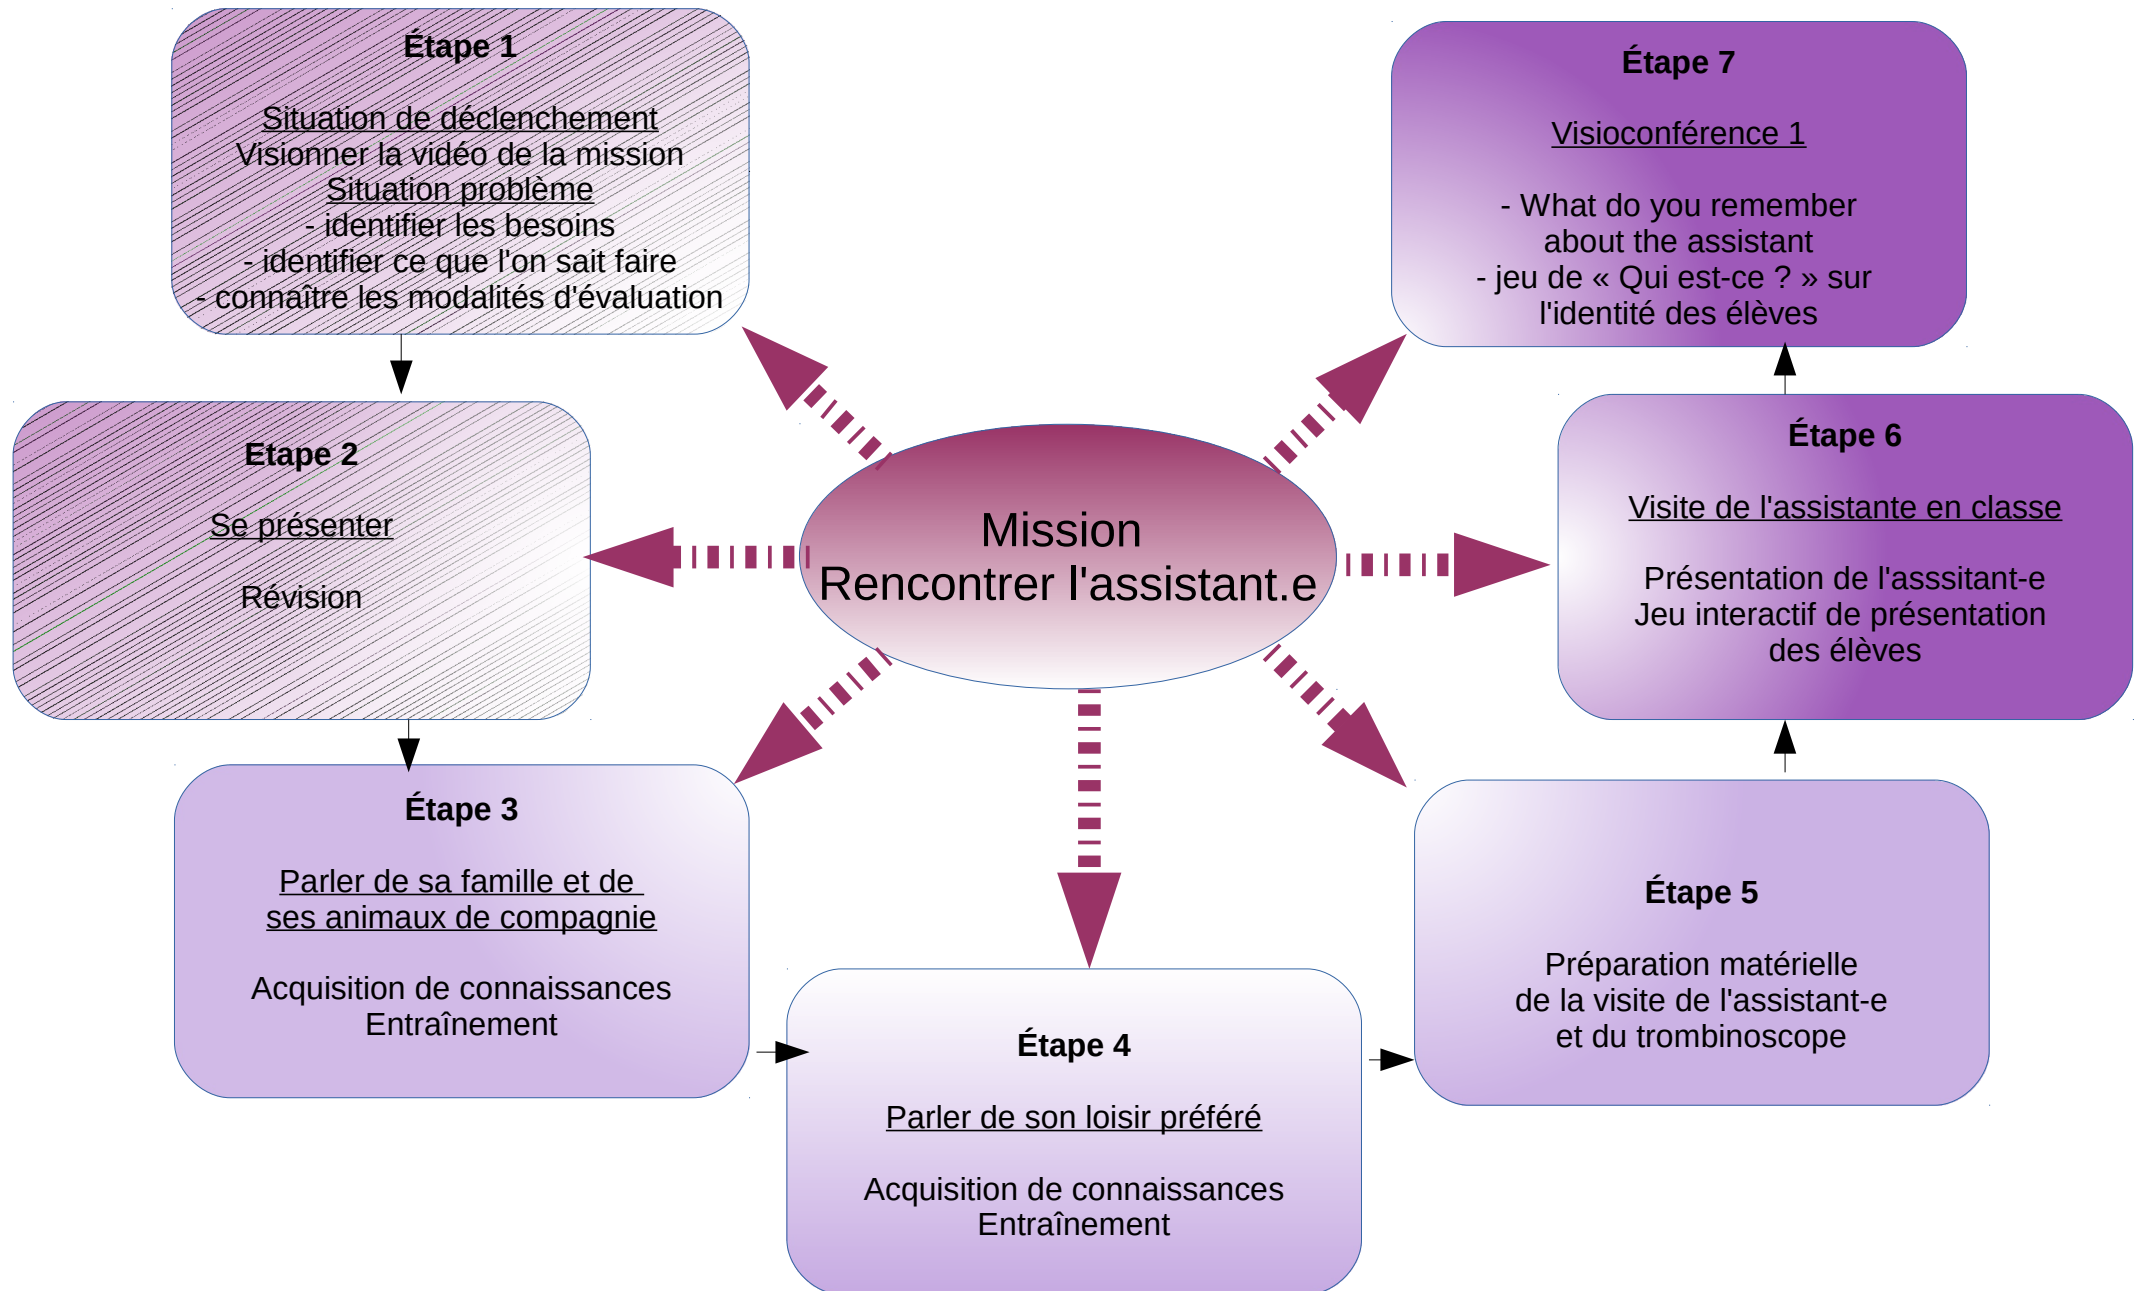 Étape 1
Situation de déclenchement
Visionner la vidéo de la mission
Situation problème
- identifier les besoins
- identifier ce que l'on sait faire
- connaître les modalités d'évaluation
Etape 2
Se présenter
Révision
Étape 3
Parler de sa famille et de
ses animaux de compagnie
Acquisition de connaissances
Entraînement
Mission
Rencontrer l'assistant.e
Étape 4
Parler de son loisir préféré
Acquisition de connaissances
Entraînement
Étape 5
Préparation matérielle
de la visite de l'assistant-e
et du trombinoscope
Étape 6
Visite de l'assistante en classe
Présentation de l'asssitant-e
Jeu interactif de présentation
des élèves
Étape 7
Visioconférence 1
- What do you remember
about the assistant
- jeu de « Qui est-ce ? » sur
l'identité des élèves